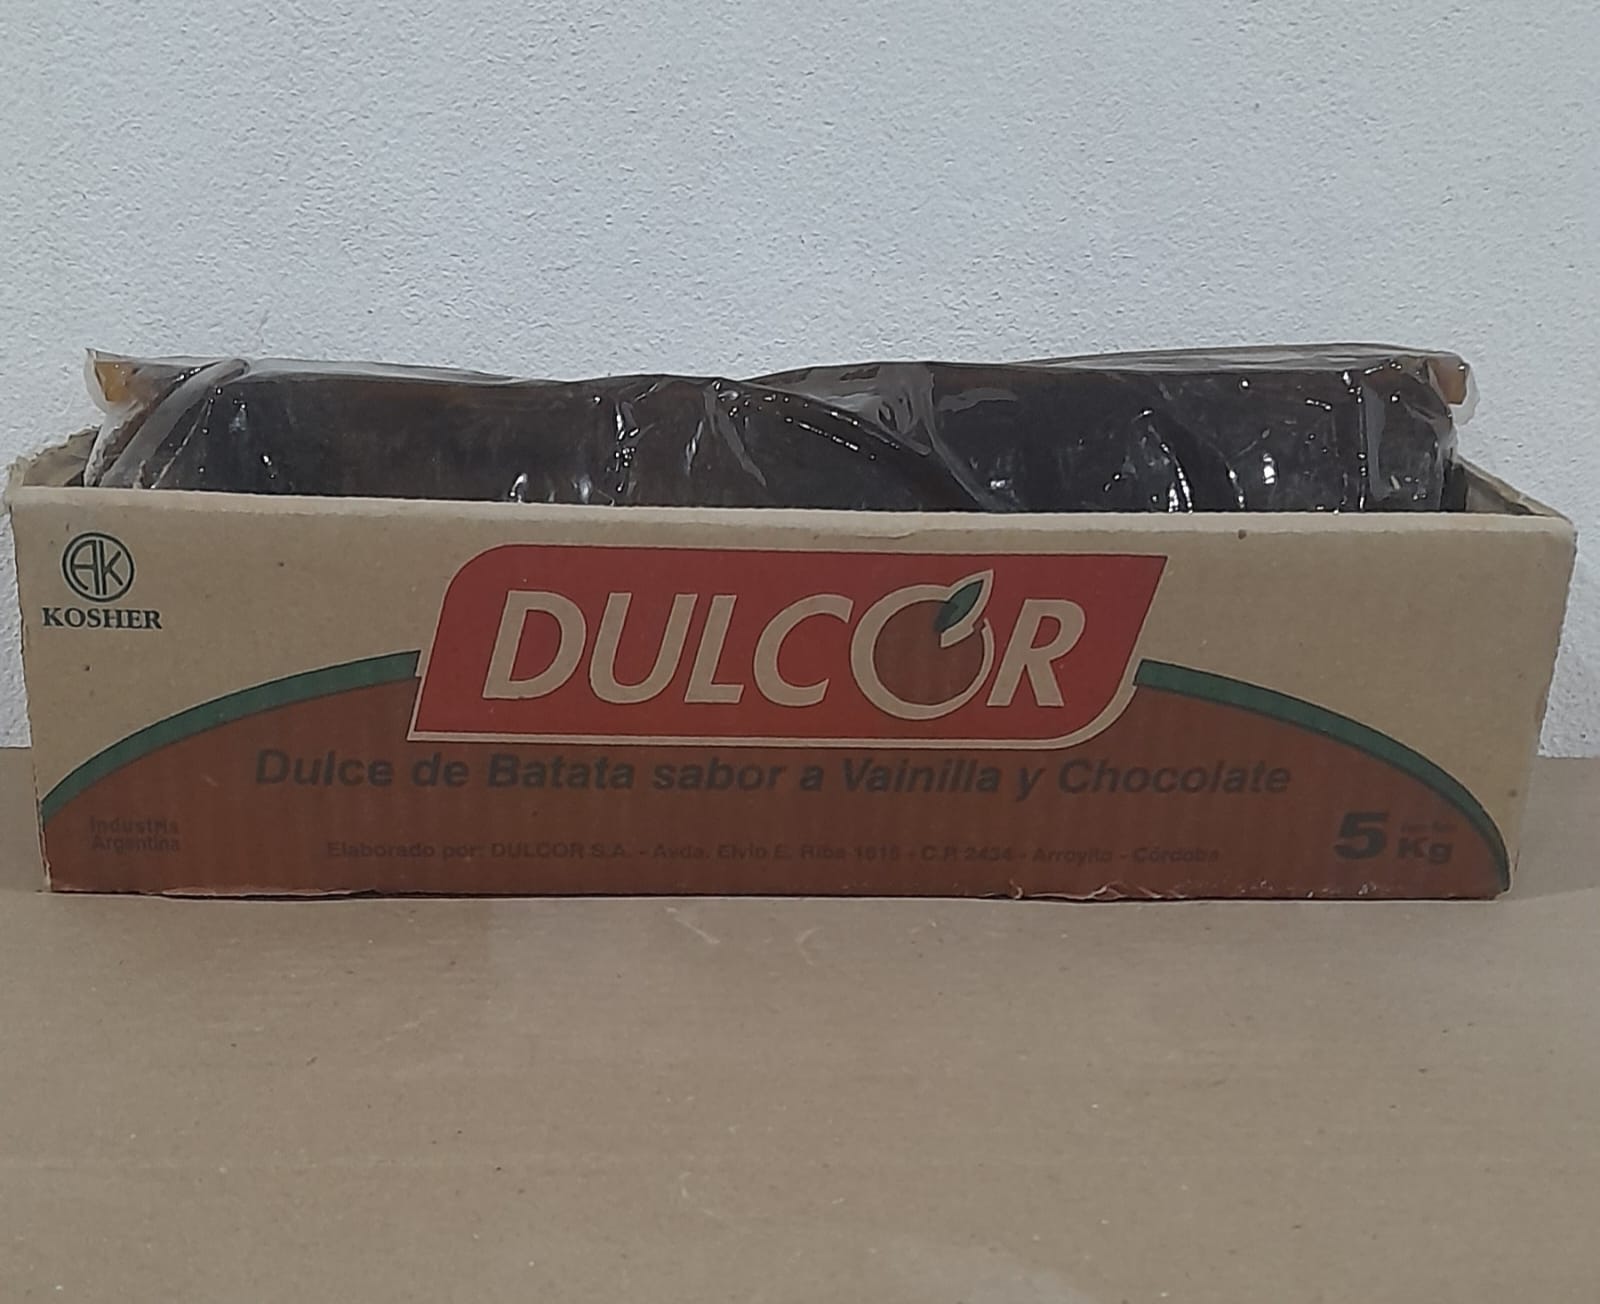 AK
KOSHER
DULCOR
Dulce de Batata sabor a Vainilla y Chocolate
Industria
Argentina
Elaborado por: DULCOR S.A. - Avda. Elvio E. Riba 1615 - C.P. 2434 - Arroyito - Córdoba
5 Kg